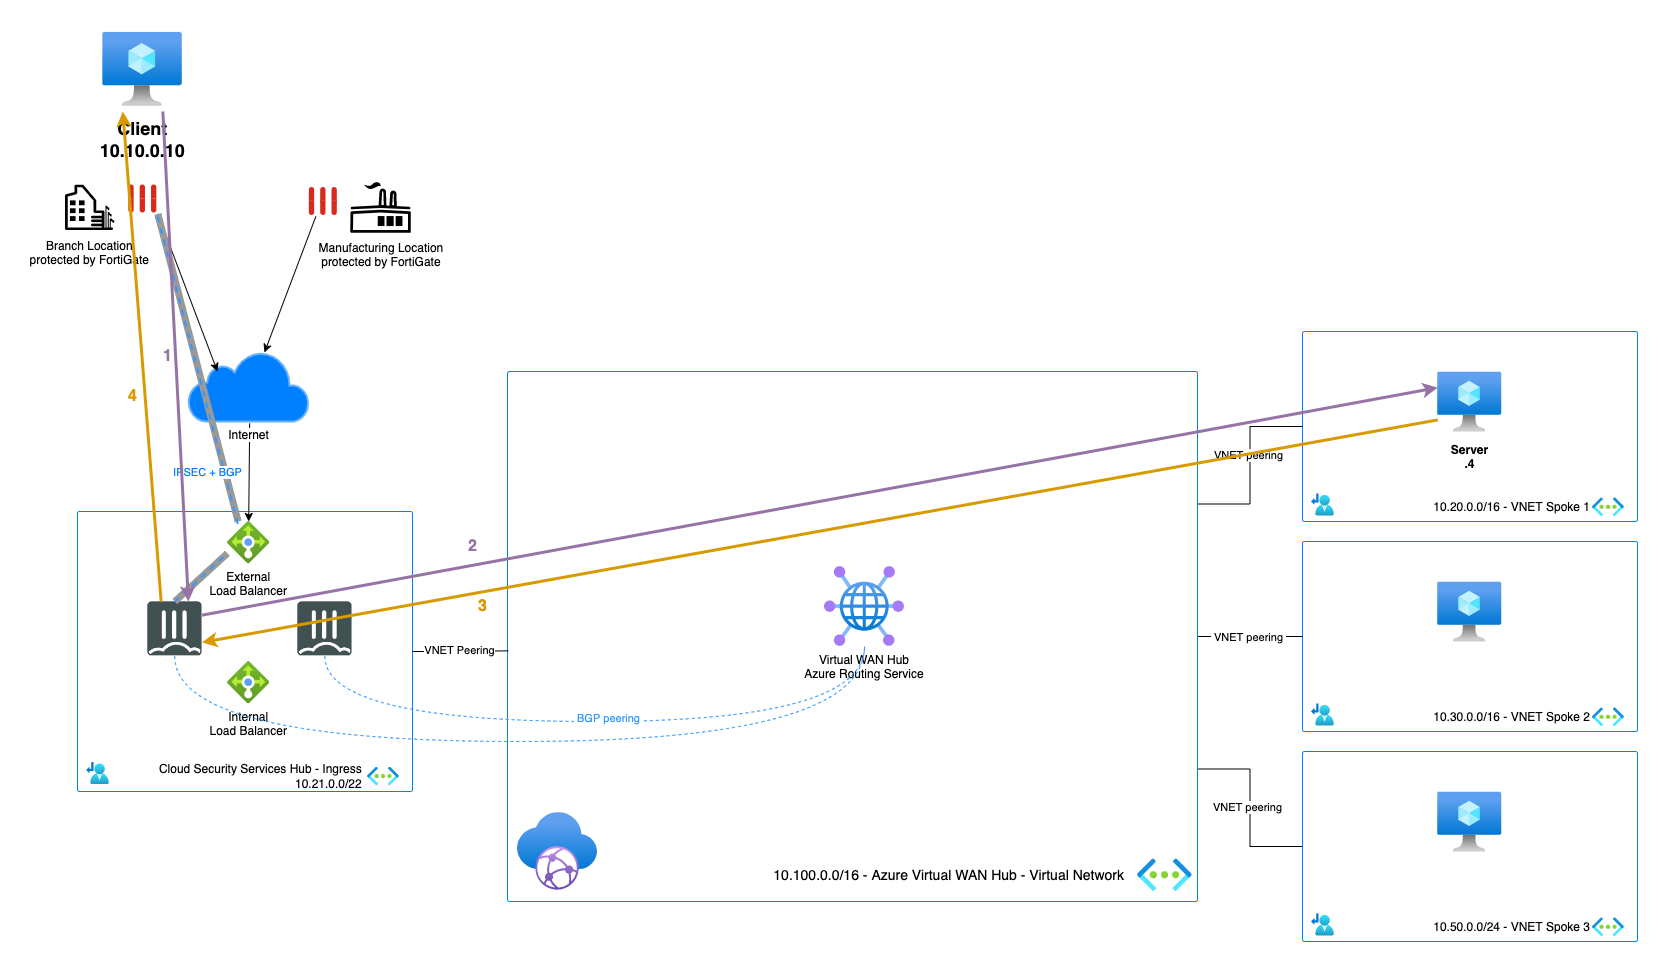 Client
10.10.0.10
Branch Location
protected by FortiGate
Manufacturing Location
protected by FortiGate
1
4
Internet
IPSEC + BGP
External
Load Balancer
Internal
Load Balancer
Cloud Security Services Hub - Ingress
10.21.0.0/22
VNET Peering
2
3
BGP peering
Virtual WAN Hub
Azure Routing Service
10.100.0.0/16 - Azure Virtual WAN Hub - Virtual Network
VNET peering
Server
.4
10.20.0.0/16 - VNET Spoke 1
VNET peering
10.30.0.0/16 - VNET Spoke 2
VNET peering
10.50.0.0/24 - VNET Spoke 3